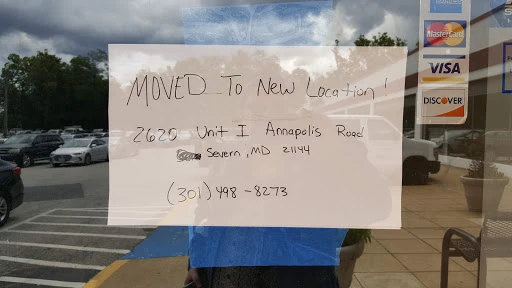 MOVED To New Location!
2620 Unit I Annapolis Road
Severn, MD 21144
(301) 498-8273
MasterCard
VISA
DISCOVER